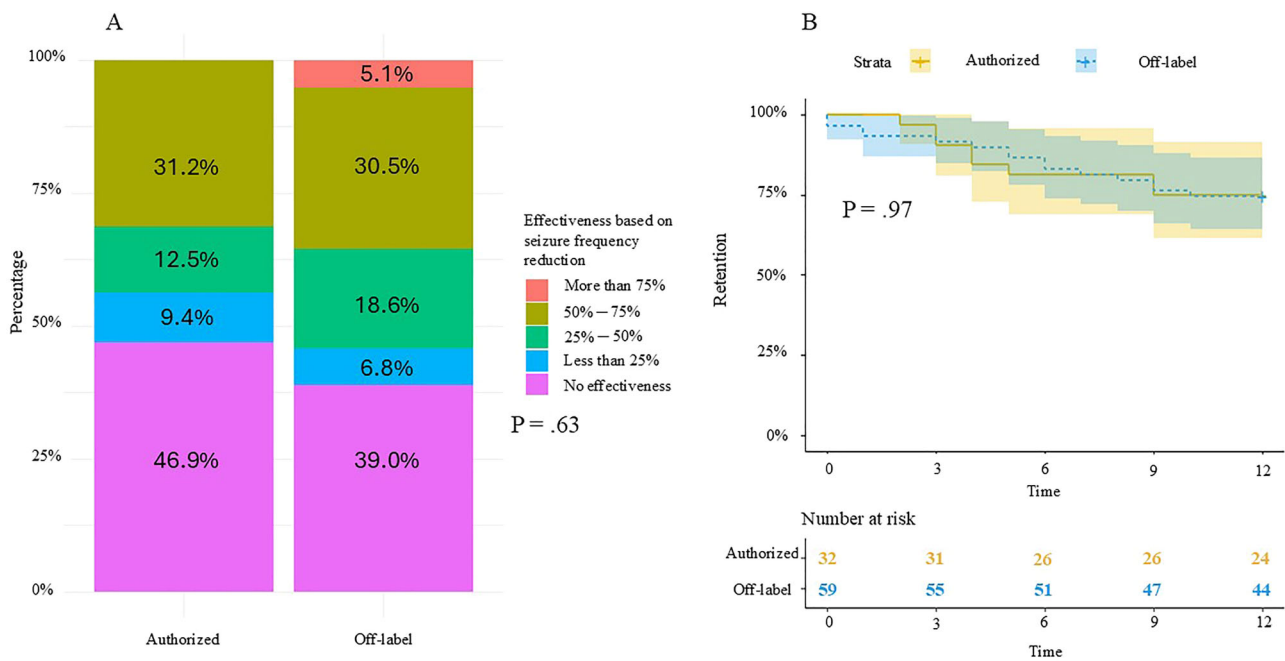 A
100%
75%
50%
25%
0%
Percentage
31.2%
12.5%
9.4%
46.9%
5.1%
30.5%
18.6%
6.8%
39.0%
Authorized
Off-label
Effectiveness based on
seizure frequency
reduction
More than 75%
50%—75%
25%—50%
Less than 25%
No effectiveness
P = .63
B
Strata Authorized Off-label
100%
75%
50%
25%
0%
Retention
P = .97
0 3 6 9 12
Time
Number at risk
Authorized 32 31 26 26 24
Off-label 59 55 51 47 44
0 3 6 9 12
Time